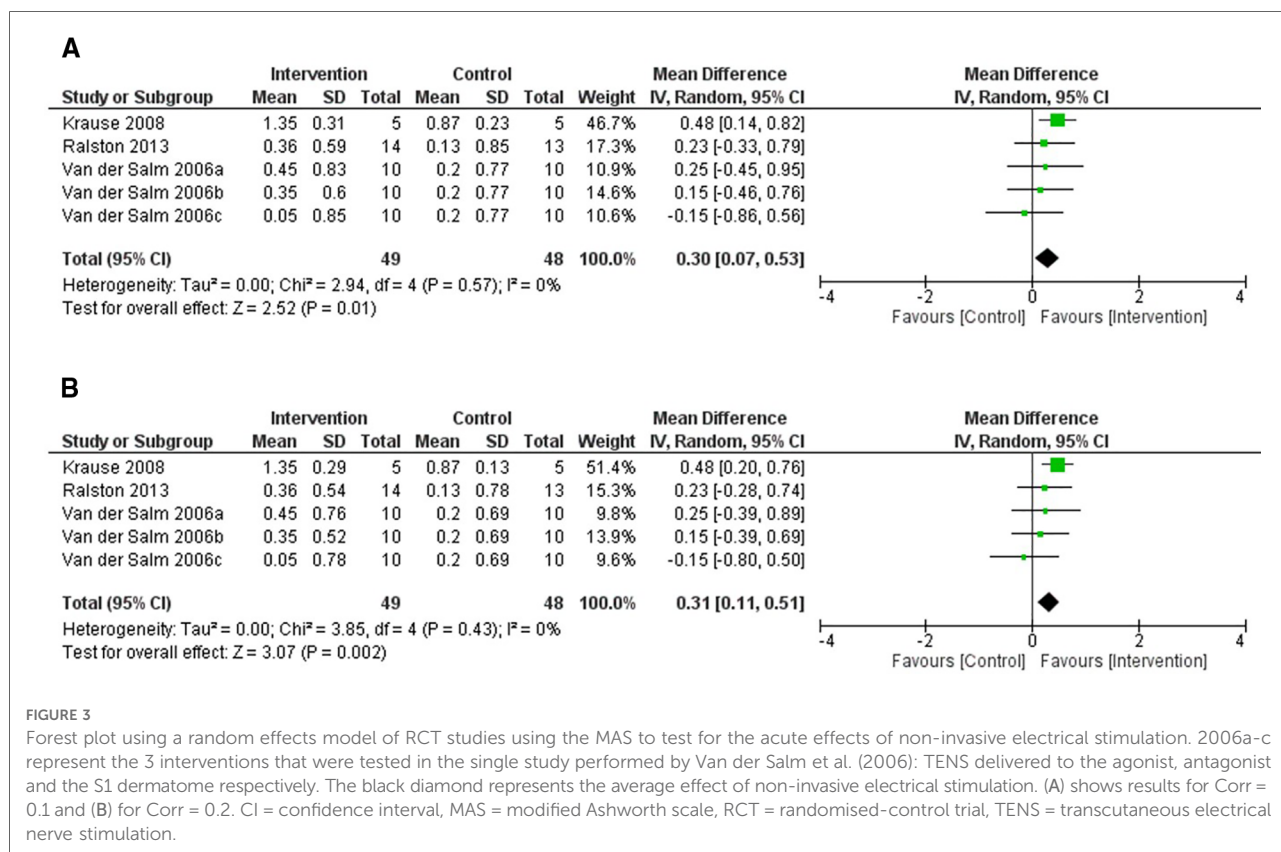 A
Intervention Control Mean Difference Mean Difference
Study or Subgroup Mean SD Total Mean SD Total Weight IV, Random, 95% CI IV, Random, 95% CI
Krause 2008 1.35 0.31 5 0.87 0.23 5 46.7% 0.48 [0.14, 0.82]
Ralston 2013 0.36 0.59 14 0.13 0.85 13 17.3% 0.23 [-0.33, 0.79]
Van der Salm 2006a 0.45 0.83 10 0.2 0.77 10 10.9% 0.25 [-0.45, 0.95]
Van der Salm 2006b 0.35 0.6 10 0.2 0.77 10 14.6% 0.15 [-0.46, 0.76]
Van der Salm 2006c 0.05 0.85 10 0.2 0.77 10 10.6% -0.15 [-0.86, 0.56]
Total (95% CI) 49 48 100.0% 0.30 [0.07, 0.53]
Heterogeneity: Tau² = 0.00; Chi² = 2.94, df = 4 (P = 0.57); I² = 0%
Test for overall effect: Z = 2.52 (P = 0.01)
-4 -2 0 2 4
Favours [Control] Favours [Intervention]
B
Intervention Control Mean Difference Mean Difference
Study or Subgroup Mean SD Total Mean SD Total Weight IV, Random, 95% CI IV, Random, 95% CI
Krause 2008 1.35 0.29 5 0.87 0.13 5 51.4% 0.48 [0.20, 0.76]
Ralston 2013 0.36 0.54 14 0.13 0.78 13 15.3% 0.23 [-0.28, 0.74]
Van der Salm 2006a 0.45 0.76 10 0.2 0.69 10 9.8% 0.25 [-0.39, 0.89]
Van der Salm 2006b 0.35 0.52 10 0.2 0.69 10 13.9% 0.15 [-0.39, 0.69]
Van der Salm 2006c 0.05 0.78 10 0.2 0.69 10 9.6% -0.15 [-0.80, 0.50]
Total (95% CI) 49 48 100.0% 0.31 [0.11, 0.51]
Heterogeneity: Tau² = 0.00; Chi² = 3.85, df = 4 (P = 0.43); I² = 0%
Test for overall effect: Z = 3.07 (P = 0.002)
-4 -2 0 2 4
Favours [Control] Favours [Intervention]
FIGURE 3
Forest plot using a random effects model of RCT studies using the MAS to test for the acute effects of non-invasive electrical stimulation. 2006a-c
represent the 3 interventions that were tested in the single study performed by Van der Salm et al. (2006): TENS delivered to the agonist, antagonist
and the S1 dermatome respectively. The black diamond represents the average effect of non-invasive electrical stimulation. (A) shows results for Corr =
0.1 and (B) for Corr = 0.2. CI = confidence interval, MAS = modified Ashworth scale, RCT = randomised-control trial, TENS = transcutaneous electrical
nerve stimulation.